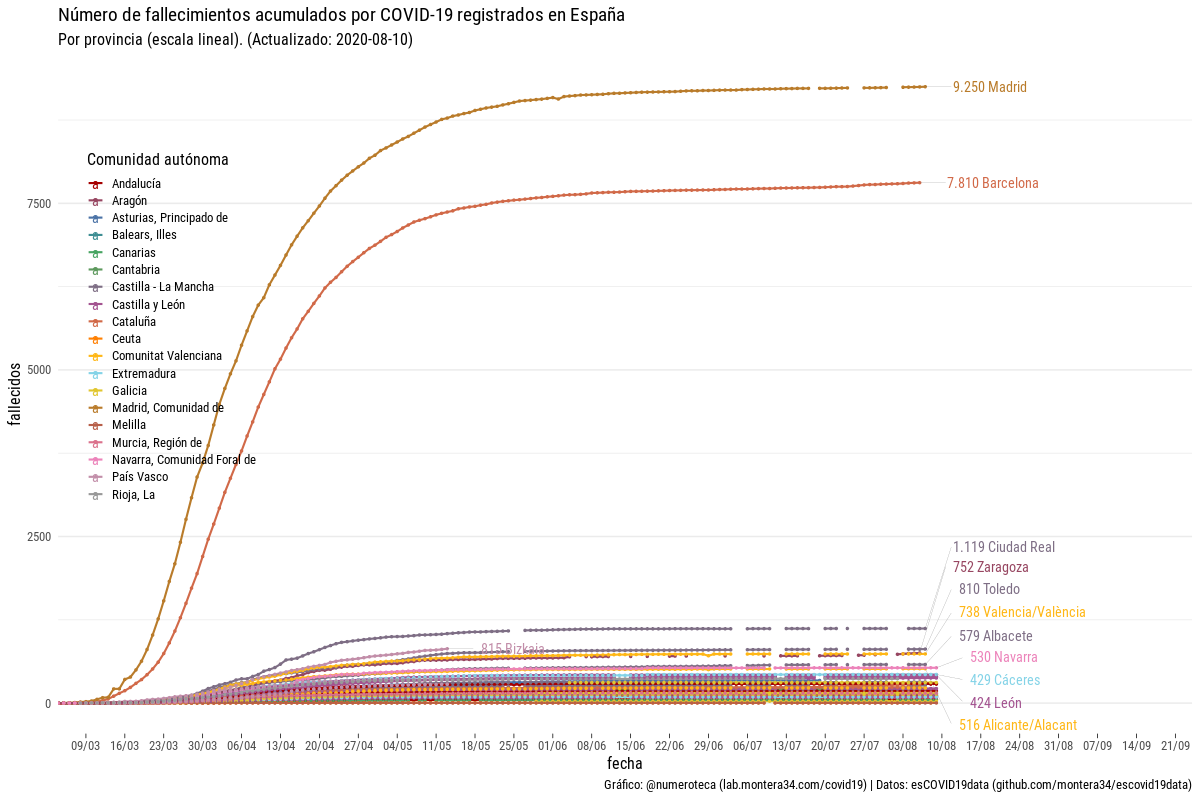 Número de fallecimientos acumulados por COVID-19 registrados en España
Por provincia (escala lineal). (Actualizado: 2020-08-10)
9.250 Madrid
Comunidad autónoma
Andalucía
Aragón
Asturias, Principado de
Balears, Illes
Canarias
Cantabria
Castilla - La Mancha
Castilla y León
Cataluña
Ceuta
Comunitat Valenciana
Extremadura
Galicia
Madrid, Comunidad de
Melilla
Murcia, Región de
Navarra, Comunidad Foral de
País Vasco
Rioja, La
7.810 Barcelona
7500
5000
2500
0
fallecidos
1.119 Ciudad Real
752 Zaragoza
810 Toledo
738 Valencia/València
579 Albacete
815 Bizkaia
530 Navarra
429 Cáceres
424 León
516 Alicante/Alacant
09/03 16/03 23/03 30/03 06/04 13/04 20/04 27/04 04/05 11/05 18/05 25/05 01/06 08/06 15/06 22/06 29/06 06/07 13/07 20/07 27/07 03/08 10/08 17/08 24/08 31/08 07/09 14/09 21/09
fecha
Gráfico: @numeroteca (lab.montera34.com/covid19) | Datos: esCOVID19data (github.com/montera34/escovid19data)